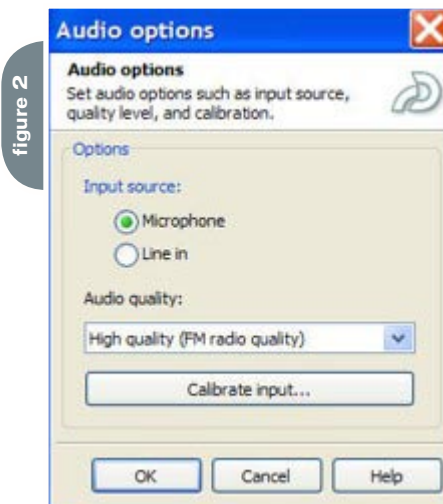 figure 2
Audio options
Audio options
Set audio options such as input source,
quality level, and calibration.
Options
Input source:
Microphone
Line in
Audio quality:
High quality (FM radio quality)
Calibrate input...
OK
Cancel
Help